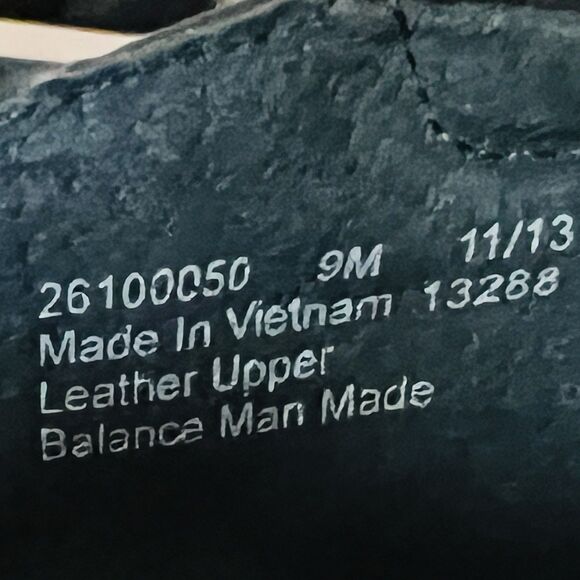 26100050 9M 11/13
Made In Vietnam 13288
Leather Upper
Balance Man Made